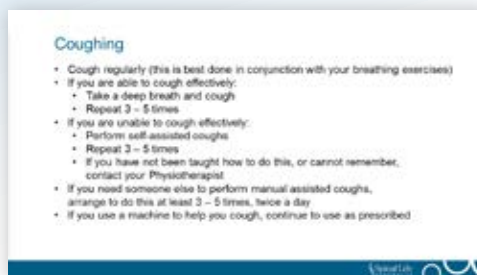 Coughing
• Cough regularly (this is best done in conjunction with your breathing exercises)
• If you are able to cough effectively:
• Take a deep breath and cough
• Repeat 3 – 5 times
• If you are unable to cough effectively:
• Perform self-assisted coughs
• Repeat 3 – 5 times
• If you have not been taught how to do this, or cannot remember,
contact your Physiotherapist
• If you need someone else to perform manual assisted coughs,
arrange to do this at least 3 – 5 times, twice a day
• If you use a machine to help you cough, continue to use as prescribed
Spinal Life